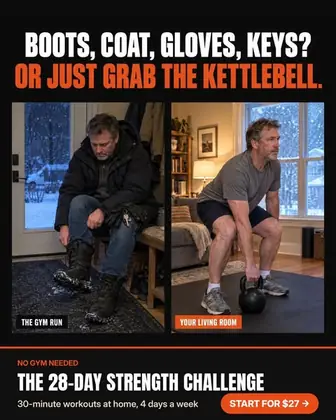 BOOTS, COAT, GLOVES, KEYS?
OR JUST GRAB THE KETTLEBELL.
THE GYM RUN
YOUR LIVING ROOM
NO GYM NEEDED
THE 28-DAY STRENGTH CHALLENGE
30-minute workouts at home, 4 days a week
START FOR $27 →